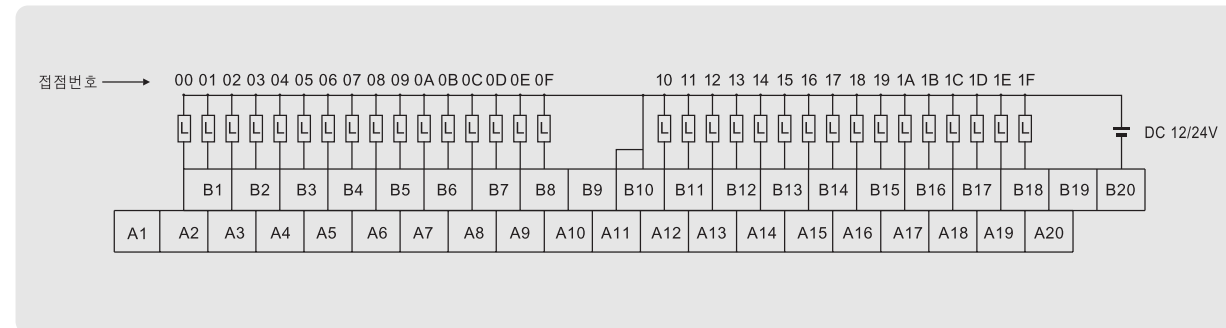 접점번호 00 01 02 03 04 05 06 07 08 09 0A 0B 0C 0D 0E 0F 10 11 12 13 14 15 16 17 18 19 1A 1B 1C 1D 1E 1F
L L L L L L L L L L L L L L L L L L L L L L L L L L L L L L L L DC 12/24V
B1 B2 B3 B4 B5 B6 B7 B8 B9 B10 B11 B12 B13 B14 B15 B16 B17 B18 B19 B20
A1 A2 A3 A4 A5 A6 A7 A8 A9 A10 A11 A12 A13 A14 A15 A16 A17 A18 A19 A20